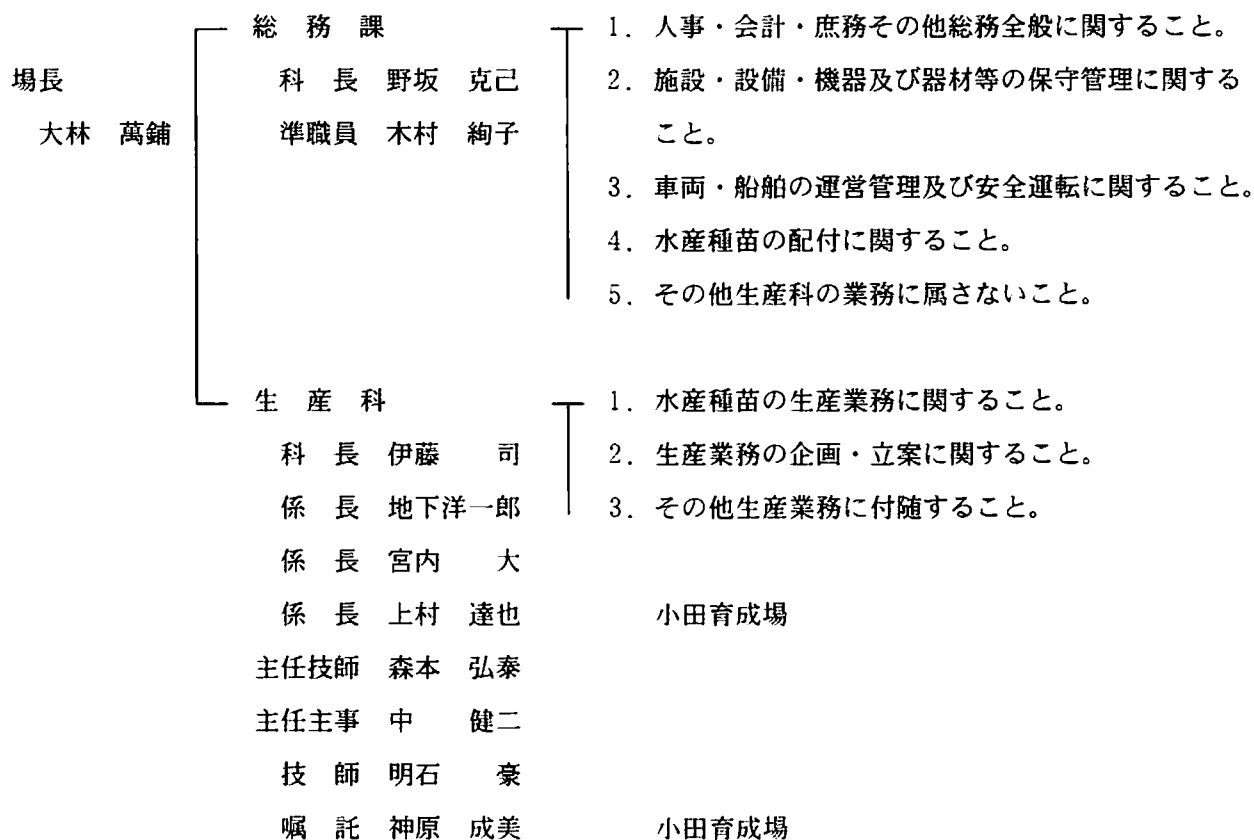 総務課 1. 人事・会計・庶務その他総務全般に関すること。
場長 科長 野坂 克己 2. 施設・設備・機器及び器材等の保守管理に関する
大林 萬鋪 準職員 木村 絢子 こと。
3. 車両・船舶の運営管理及び安全運転に関すること。
4. 水産種苗の配付に関すること。
5. その他生産科の業務に属さないこと。
生産科 1. 水産種苗の生産業務に関すること。
科長 伊藤 司 2. 生産業務の企画・立案に関すること。
係長 地下洋一郎 3. その他生産業務に付随すること。
係長 宮内 大
係長 上村 達也 小田育成場
主任技師 森本 弘泰
主任主事 中 健二
技師 明石 豪
嘱託 神原 成美 小田育成場